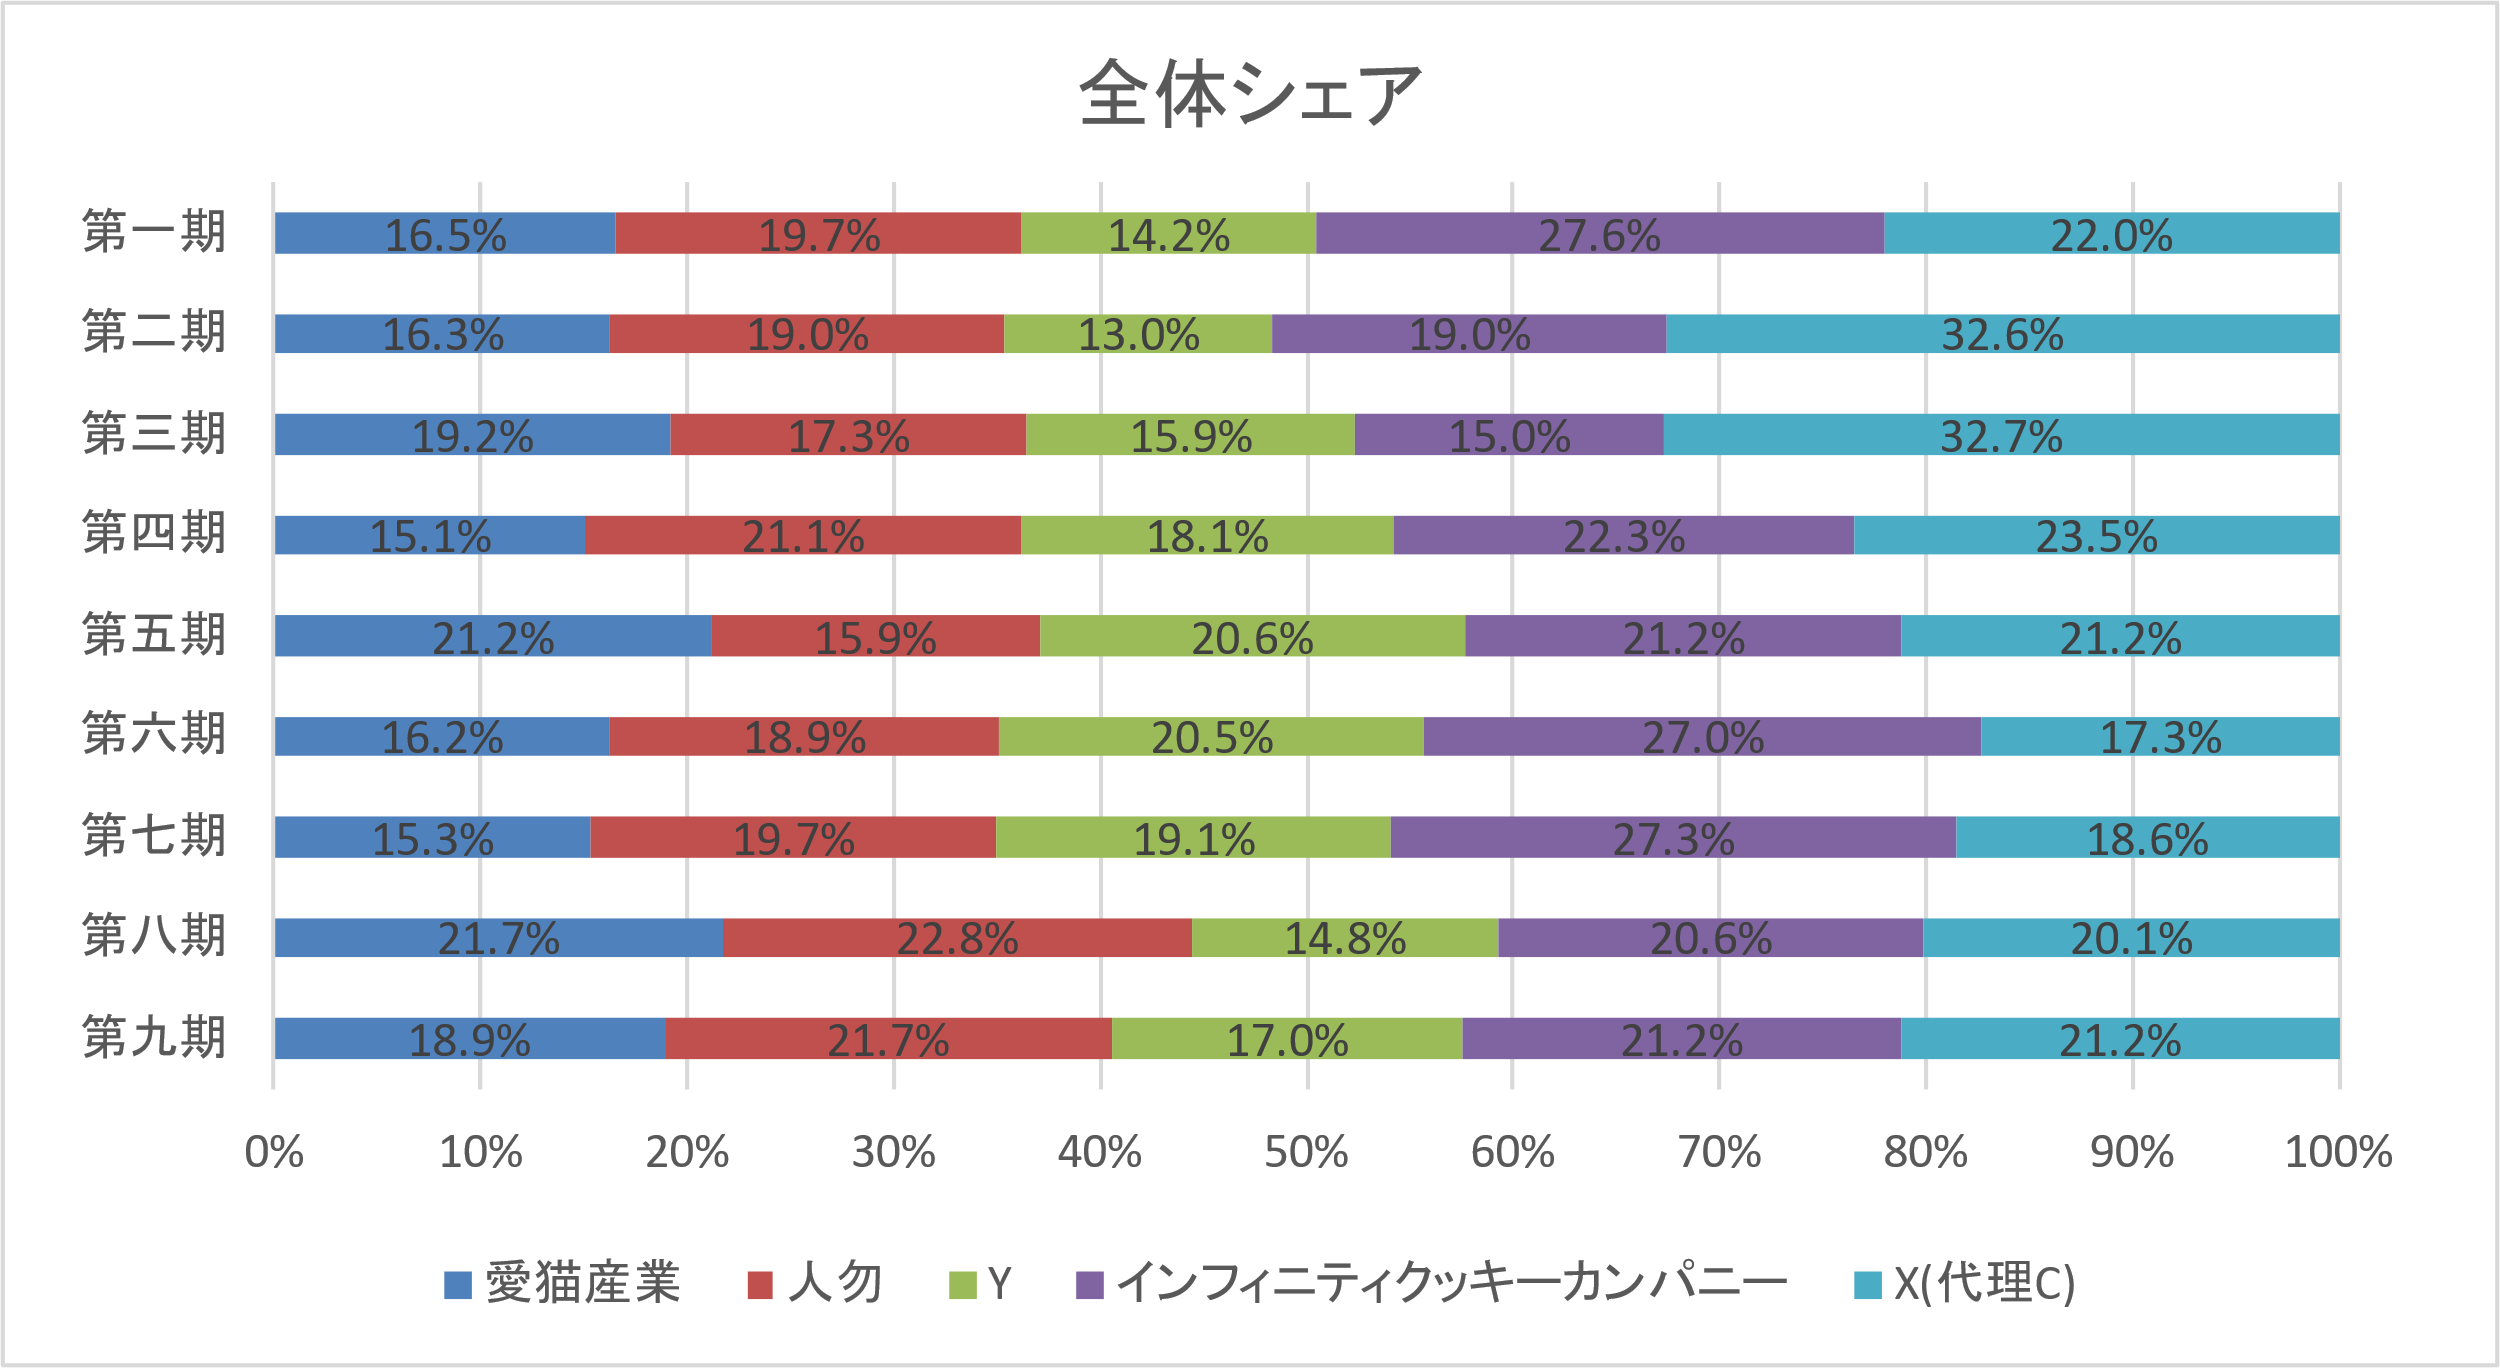 全体シェア
第一期 16.5% 19.7% 14.2% 27.6% 22.0%
第二期 16.3% 19.0% 13.0% 19.0% 32.6%
第三期 19.2% 17.3% 15.9% 15.0% 32.7%
第四期 15.1% 21.1% 18.1% 22.3% 23.5%
第五期 21.2% 15.9% 20.6% 21.2% 21.2%
第六期 16.2% 18.9% 20.5% 27.0% 17.3%
第七期 15.3% 19.7% 19.1% 27.3% 18.6%
第八期 21.7% 22.8% 14.8% 20.6% 20.1%
第九期 18.9% 21.7% 17.0% 21.2% 21.2%
0% 10% 20% 30% 40% 50% 60% 70% 80% 90% 100%
愛猫産業 八勿 Y インフィニティクッキーカンパニー X(代理C)